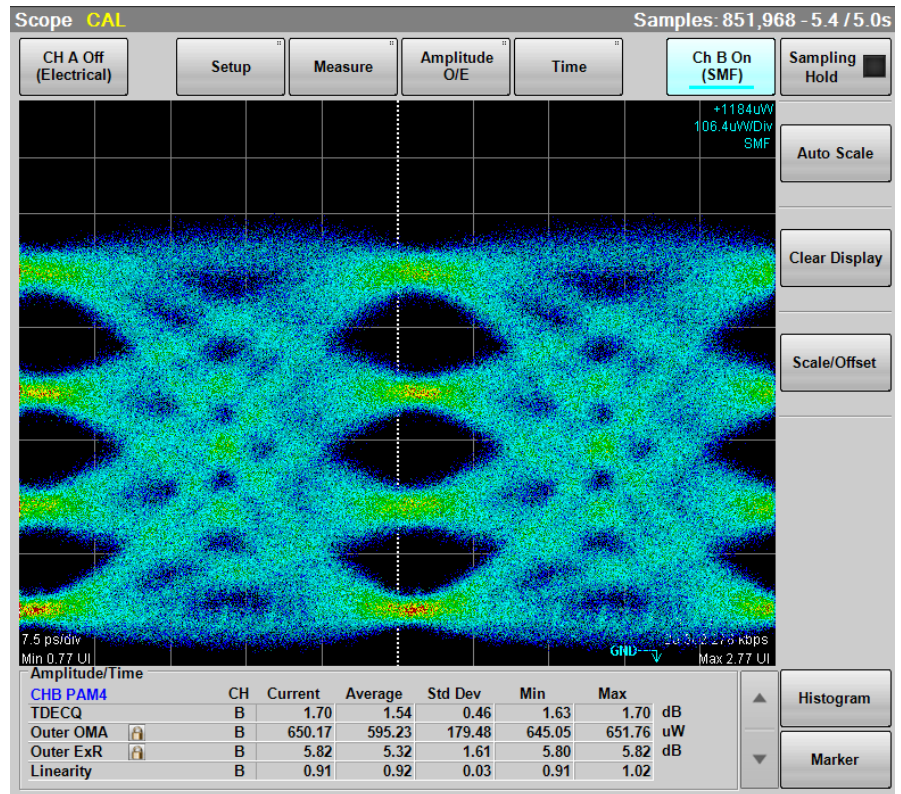 Scope CAL Samples: 851,968 - 5.4 / 5.0s
CH A Off
(Electrical)
Setup
Measure
Amplitude
O/E
Time
Ch B On
(SMF)
Sampling
Hold
+1184uW
106.4uW/Div
SMF
Auto Scale
Clear Display
Scale/Offset
7.5 ps/div
Min 0.77 UI
kbps
GND
Max 2.77 UI
Amplitude/Time
CHB PAM4 CH Current Average Std Dev Min Max
TDECQ B 1.70 1.54 0.46 1.63 1.70 dB
Outer OMA B 650.17 595.23 179.48 645.05 651.76 uW
Outer ExR B 5.82 5.32 1.61 5.80 5.82 dB
Linearity B 0.91 0.92 0.03 0.91 1.02
Histogram
Marker